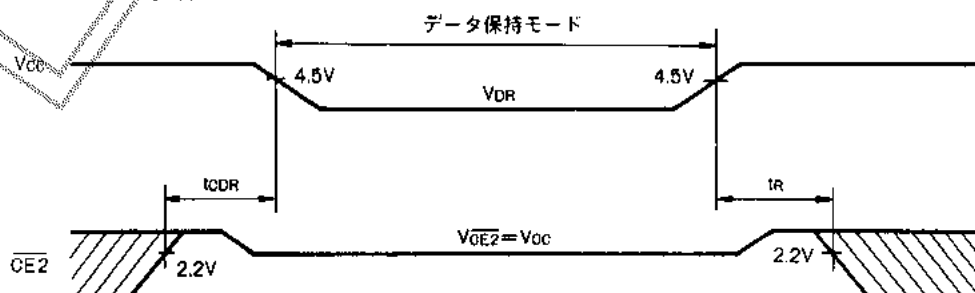 データ保持モード
Vcc
4.5V
4.5V
VDR
tCDR
tR
CE2
2.2V
VCE2=Vcc
2.2V